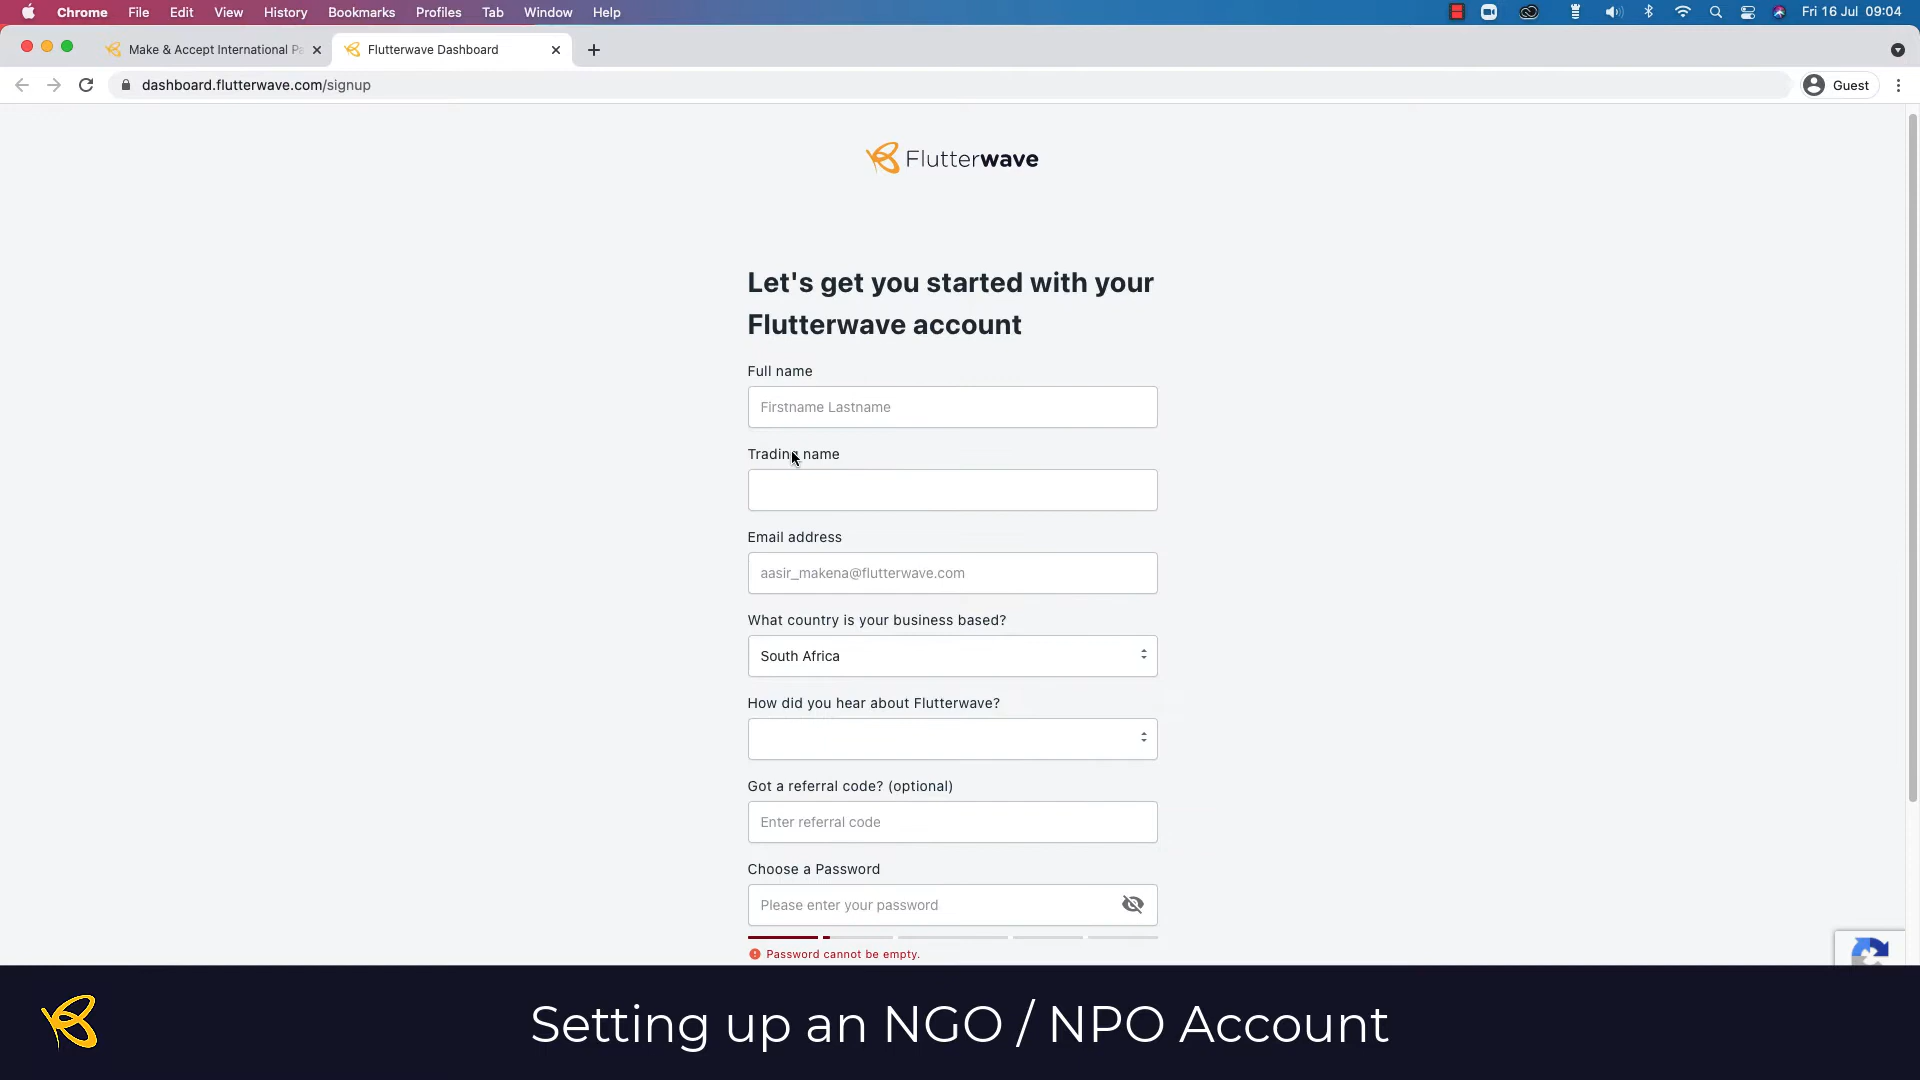 Chrome File Edit View History Bookmarks Profiles Tab Window Help Fri 16 Jul 09:04
Make & Accept International Pa Flutterwave Dashboard
dashboard.flutterwave.com/signup Guest
Flutterwave
Let's get you started with your
Flutterwave account
Full name
Firstname Lastname
Trading name
Email address
aasir_makena@flutterwave.com
What country is your business based?
South Africa
How did you hear about Flutterwave?
Got a referral code? (optional)
Enter referral code
Choose a Password
Please enter your password
Password cannot be empty.
Setting up an NGO / NPO Account